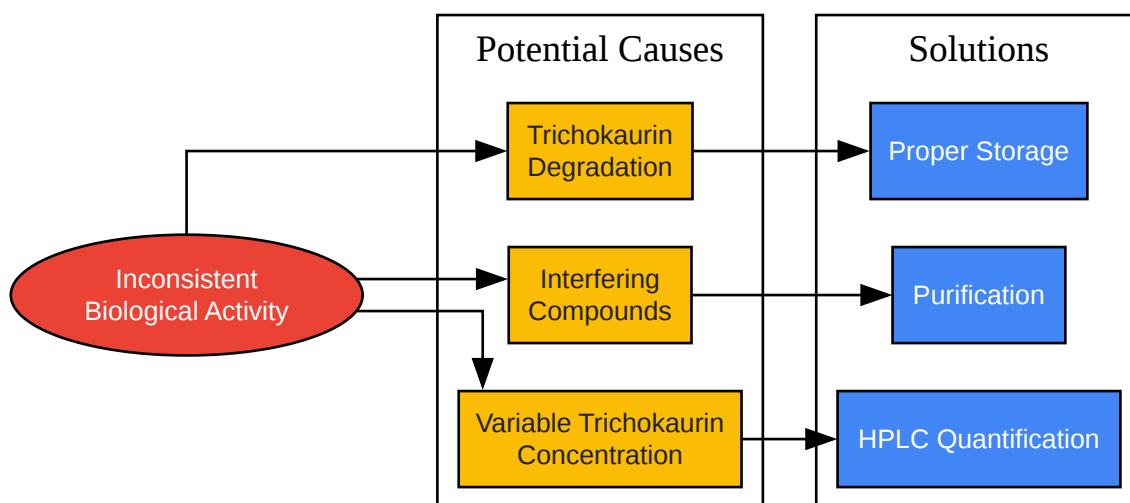 Potential Causes
Solutions
Trichokaurin
Degradation
Proper Storage
Inconsistent
Biological Activity
Interfering
Compounds
Purification
Variable Trichokaurin
Concentration
HPLC Quantification